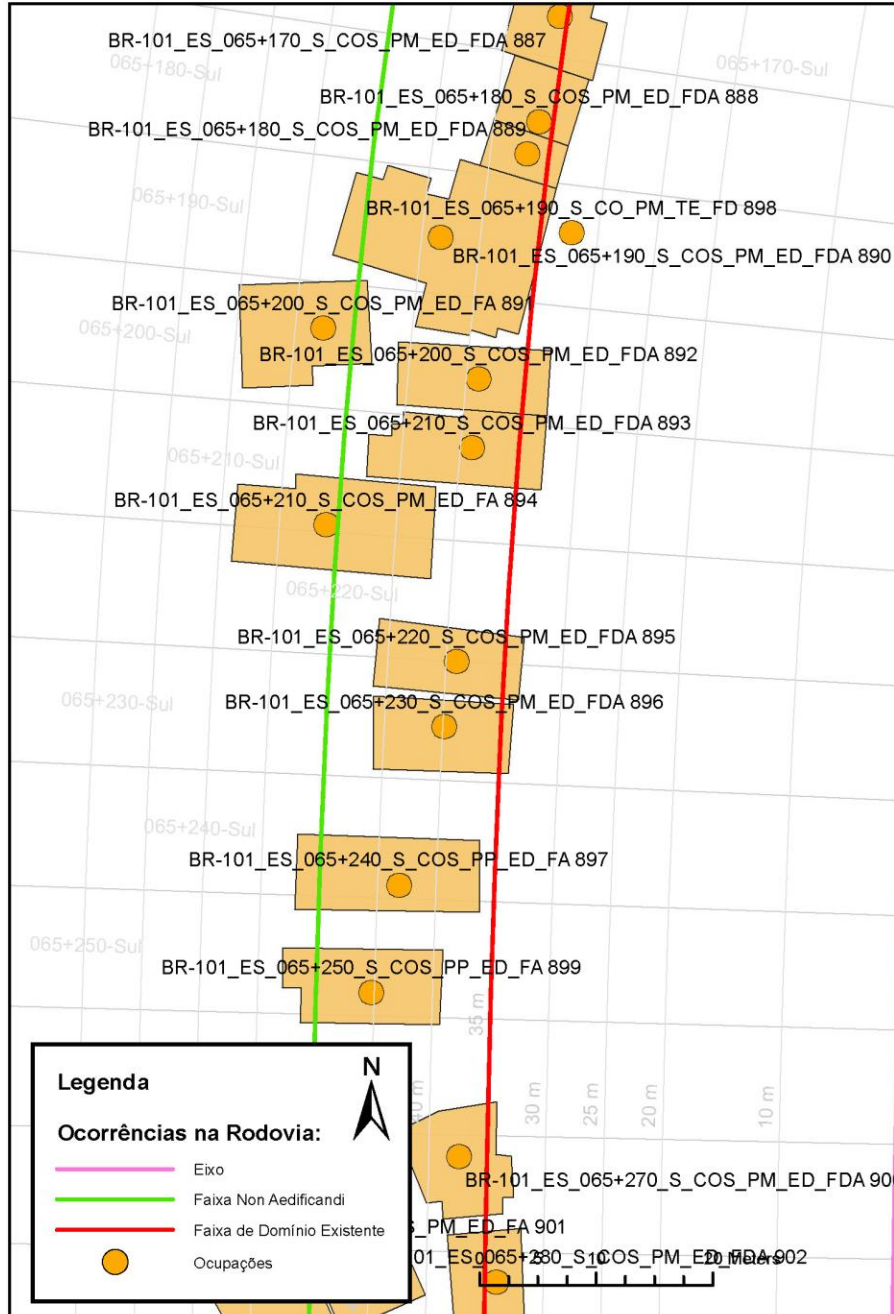 BR-101_ES_065+170_S_COS_PM_ED_FDA 887
065+180-Sul
065+170-Sul
BR-101_ES_065+180_S_COS_PM_ED_FDA 888
BR-101_ES_065+180_S_COS_PM_ED_FDA 889
065+190-Sul
BR-101_ES_065+190_S_CO_PM_TE_FD 898
BR-101_ES_065+190_S_COS_PM_ED_FDA 890
BR-101_ES_065+200_S_COS_PM_ED_FA 891
065+200-Sul
BR-101_ES_065+200_S_COS_PM_ED_FDA 892
BR-101_ES_065+210_S_COS_PM_ED_FDA 893
065+210-Sul
BR-101_ES_065+210_S_COS_PM_ED_FA 894
065+220-Sul
BR-101_ES_065+220_S_COS_PM_ED_FDA 895
065+230-Sul
BR-101_ES_065+230_S_COS_PM_ED_FDA 896
065+240-Sul
BR-101_ES_065+240_S_COS_PP_ED_FA 897
065+250-Sul
BR-101_ES_065+250_S_COS_PP_ED_FA 899
35 m
30 m
25 m
20 m
10 m
BR-101_ES_065+270_S_COS_PM_ED_FDA
PM_ED_FA 901
ES_065+280_S_COS_PM_ED_FDA 902
0 5 10 20 Meters
Legenda
N
Ocorrências na Rodovia:
Eixo
Faixa Non Aedificandi
Faixa de Domínio Existente
Ocupações